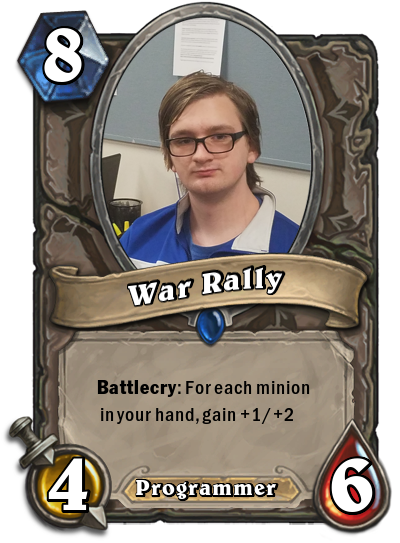 8
War Rally
Battlecry: For each minion
in your hand, gain +1/+2
4
Programmer
6